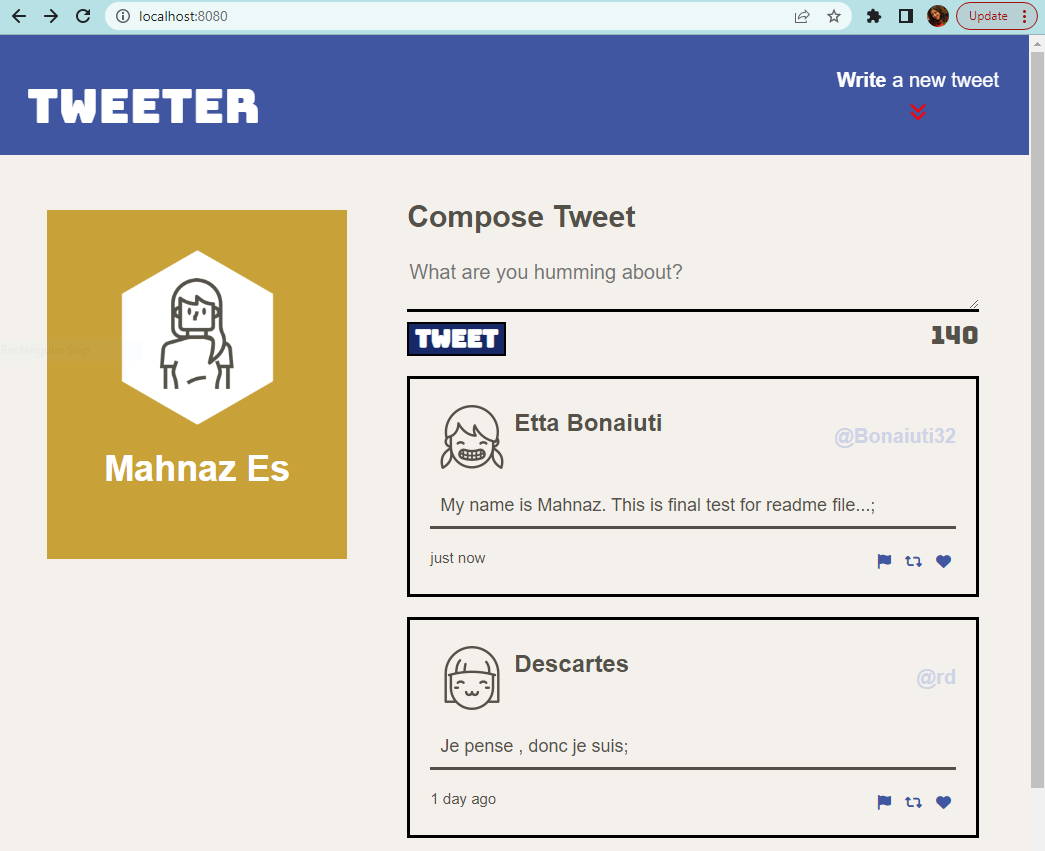 localhost:8080
Update
TWEETER
Write a new tweet
Mahnaz Es
Compose Tweet
What are you humming about?
TWEET
140
Etta Bonaiuti
@Bonaiuti32
My name is Mahnaz. This is final test for readme file...;
just now
Descartes
@rd
Je pense , donc je suis;
1 day ago